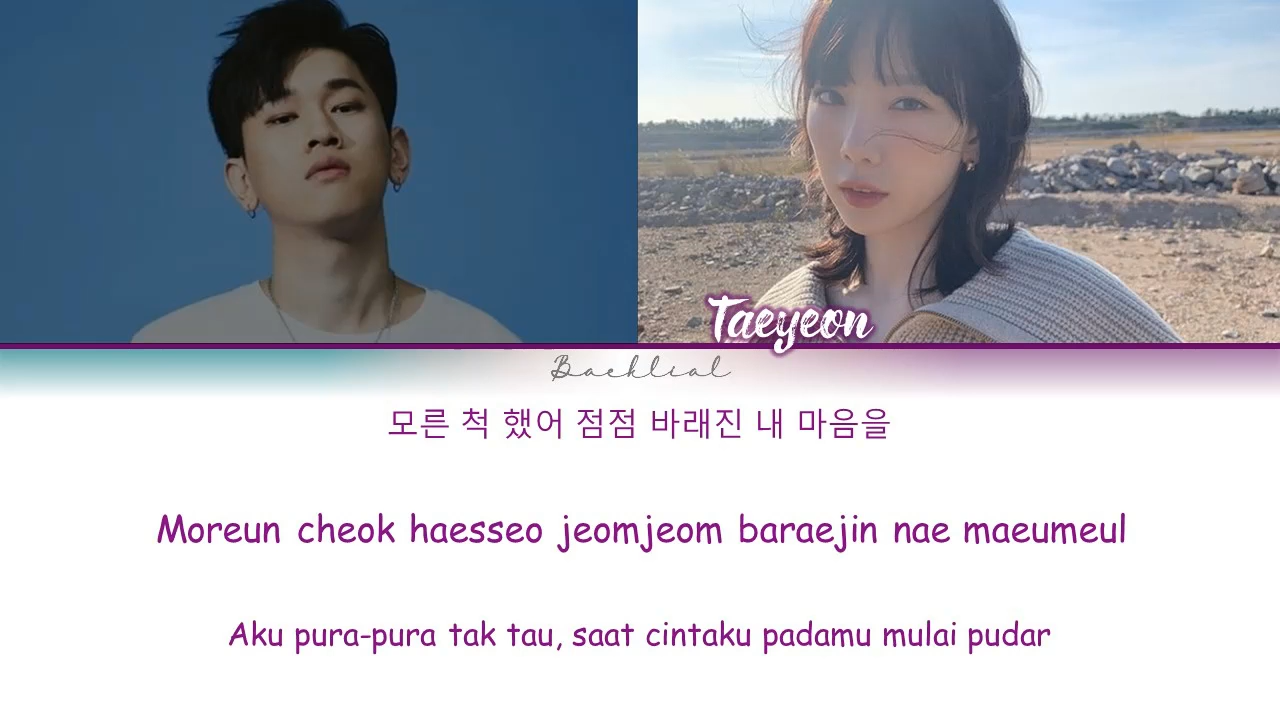 Taeyeon
Baeklial
모른 척 했어 점점 바래진 내 마음을
Moreun cheok haesseo jeomjeom baraejin nae maeumeul
Aku pura-pura tak tau, saat cintaku padamu mulai pudar